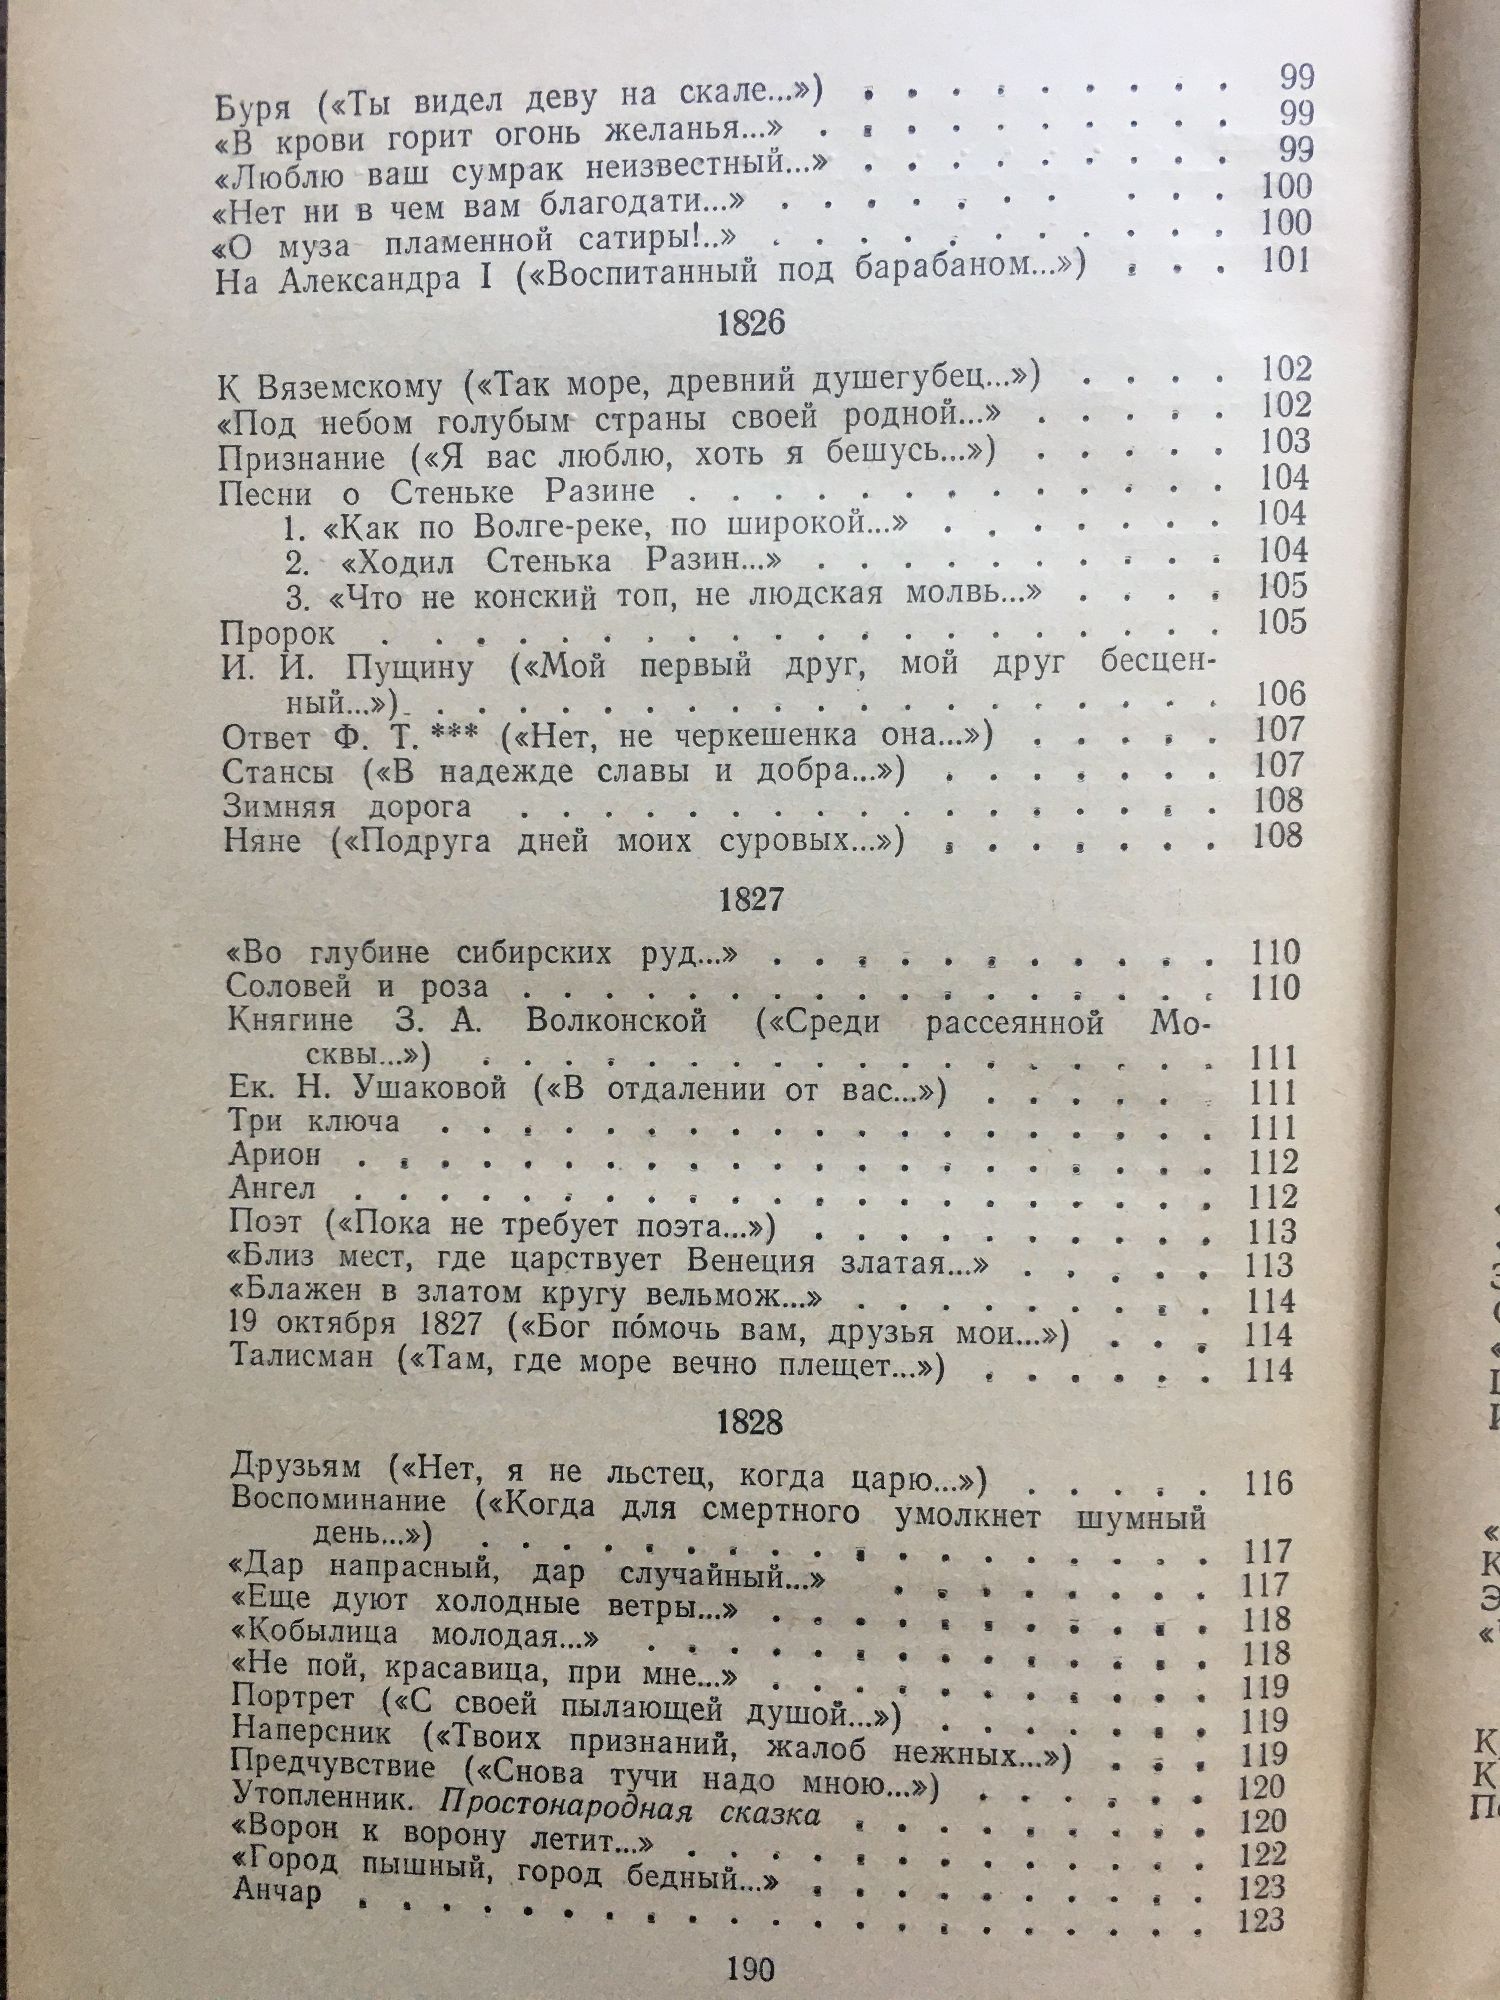 Буря («Ты видел деву на скале...») . . . . . . . . . 99
«В крови горит огонь желанья...» . . . . . . . . . . 99
«Люблю ваш сумрак неизвестный...» . . . . . . . . . 99
«Нет ни в чем вам благодати...» . . . . . . . . . . 100
«О муза пламенной сатиры!..» . . . . . . . . . . . 100
На Александра I («Воспитанный под барабаном...») . . . 101
1826
К Вяземскому («Так море, древний душегубец...») . . . . 102
«Под небом голубым страны своей родной...» . . . . . 102
Признание («Я вас люблю, хоть я бешусь...») . . . . . 103
Песни о Стеньке Разине . . . . . . . . . . . . . 104
1. «Как по Волге-реке, по широкой...» . . . . . . . 104
2. «Ходил Стенька Разин...» . . . . . . . . . . 104
3. «Что не конский топ, не людская молвь...» . . . . 105
Пророк . . . . . . . . . . . . . . . . . . . . 105
И. И. Пущину («Мой первый друг, мой друг бесцен-
ный...») . . . . . . . . . . . . . . . . . . . 106
Ответ Ф. Т. *** («Нет, не черкешенка она...») . . . . . 107
Стансы («В надежде славы и добра...») . . . . . . . 107
Зимняя дорога . . . . . . . . . . . . . . . . . 108
Няне («Подруга дней моих суровых...») . . . . . . . 108
1827
«Во глубине сибирских руд...» . . . . . . . . . . . 110
Соловей и роза . . . . . . . . . . . . . . . . . 110
Княгине З. А. Волконской («Среди рассеянной Мо-
сквы...») . . . . . . . . . . . . . . . . . . 111
Ек. Н. Ушаковой («В отдалении от вас...») . . . . . . 111
Три ключа . . . . . . . . . . . . . . . . . . . 111
Арион . . . . . . . . . . . . . . . . . . . . . 112
Ангел . . . . . . . . . . . . . . . . . . . . . 112
Поэт («Пока не требует поэта...») . . . . . . . . . . 113
«Близ мест, где царствует Венеция златая...» . . . . . 113
«Блажен в златом кругу вельмож...» . . . . . . . . . 114
19 октября 1827 («Бог по́мочь вам, друзья мои...») . . . 114
Талисман («Там, где море вечно плещет...») . . . . . . 114
1828
Друзьям («Нет, я не льстец, когда царю...») . . . . . 116
Воспоминание («Когда для смертного умолкнет шумный
день...») . . . . . . . . . . . . . . . . . . 117
«Дар напрасный, дар случайный...» . . . . . . . . 117
«Еще дуют холодные ветры...» . . . . . . . . . . . 118
«Кобылица молодая...» . . . . . . . . . . . . . . 118
«Не пой, красавица, при мне...» . . . . . . . . . . . 119
Портрет («С своей пылающей душой...») . . . . . . . 119
Наперсник («Твоих признаний, жалоб нежных...») . . . 119
Предчувствие («Снова тучи надо мною...») . . . . . . 120
Утопленник. Простонародная сказка . . . . . . . . . 120
«Ворон к ворону летит...» . . . . . . . . . . . . . 122
«Город пышный, город бедный...» . . . . . . . . . . 123
Анчар . . . . . . . . . . . . . . . . . . . . . 123
190